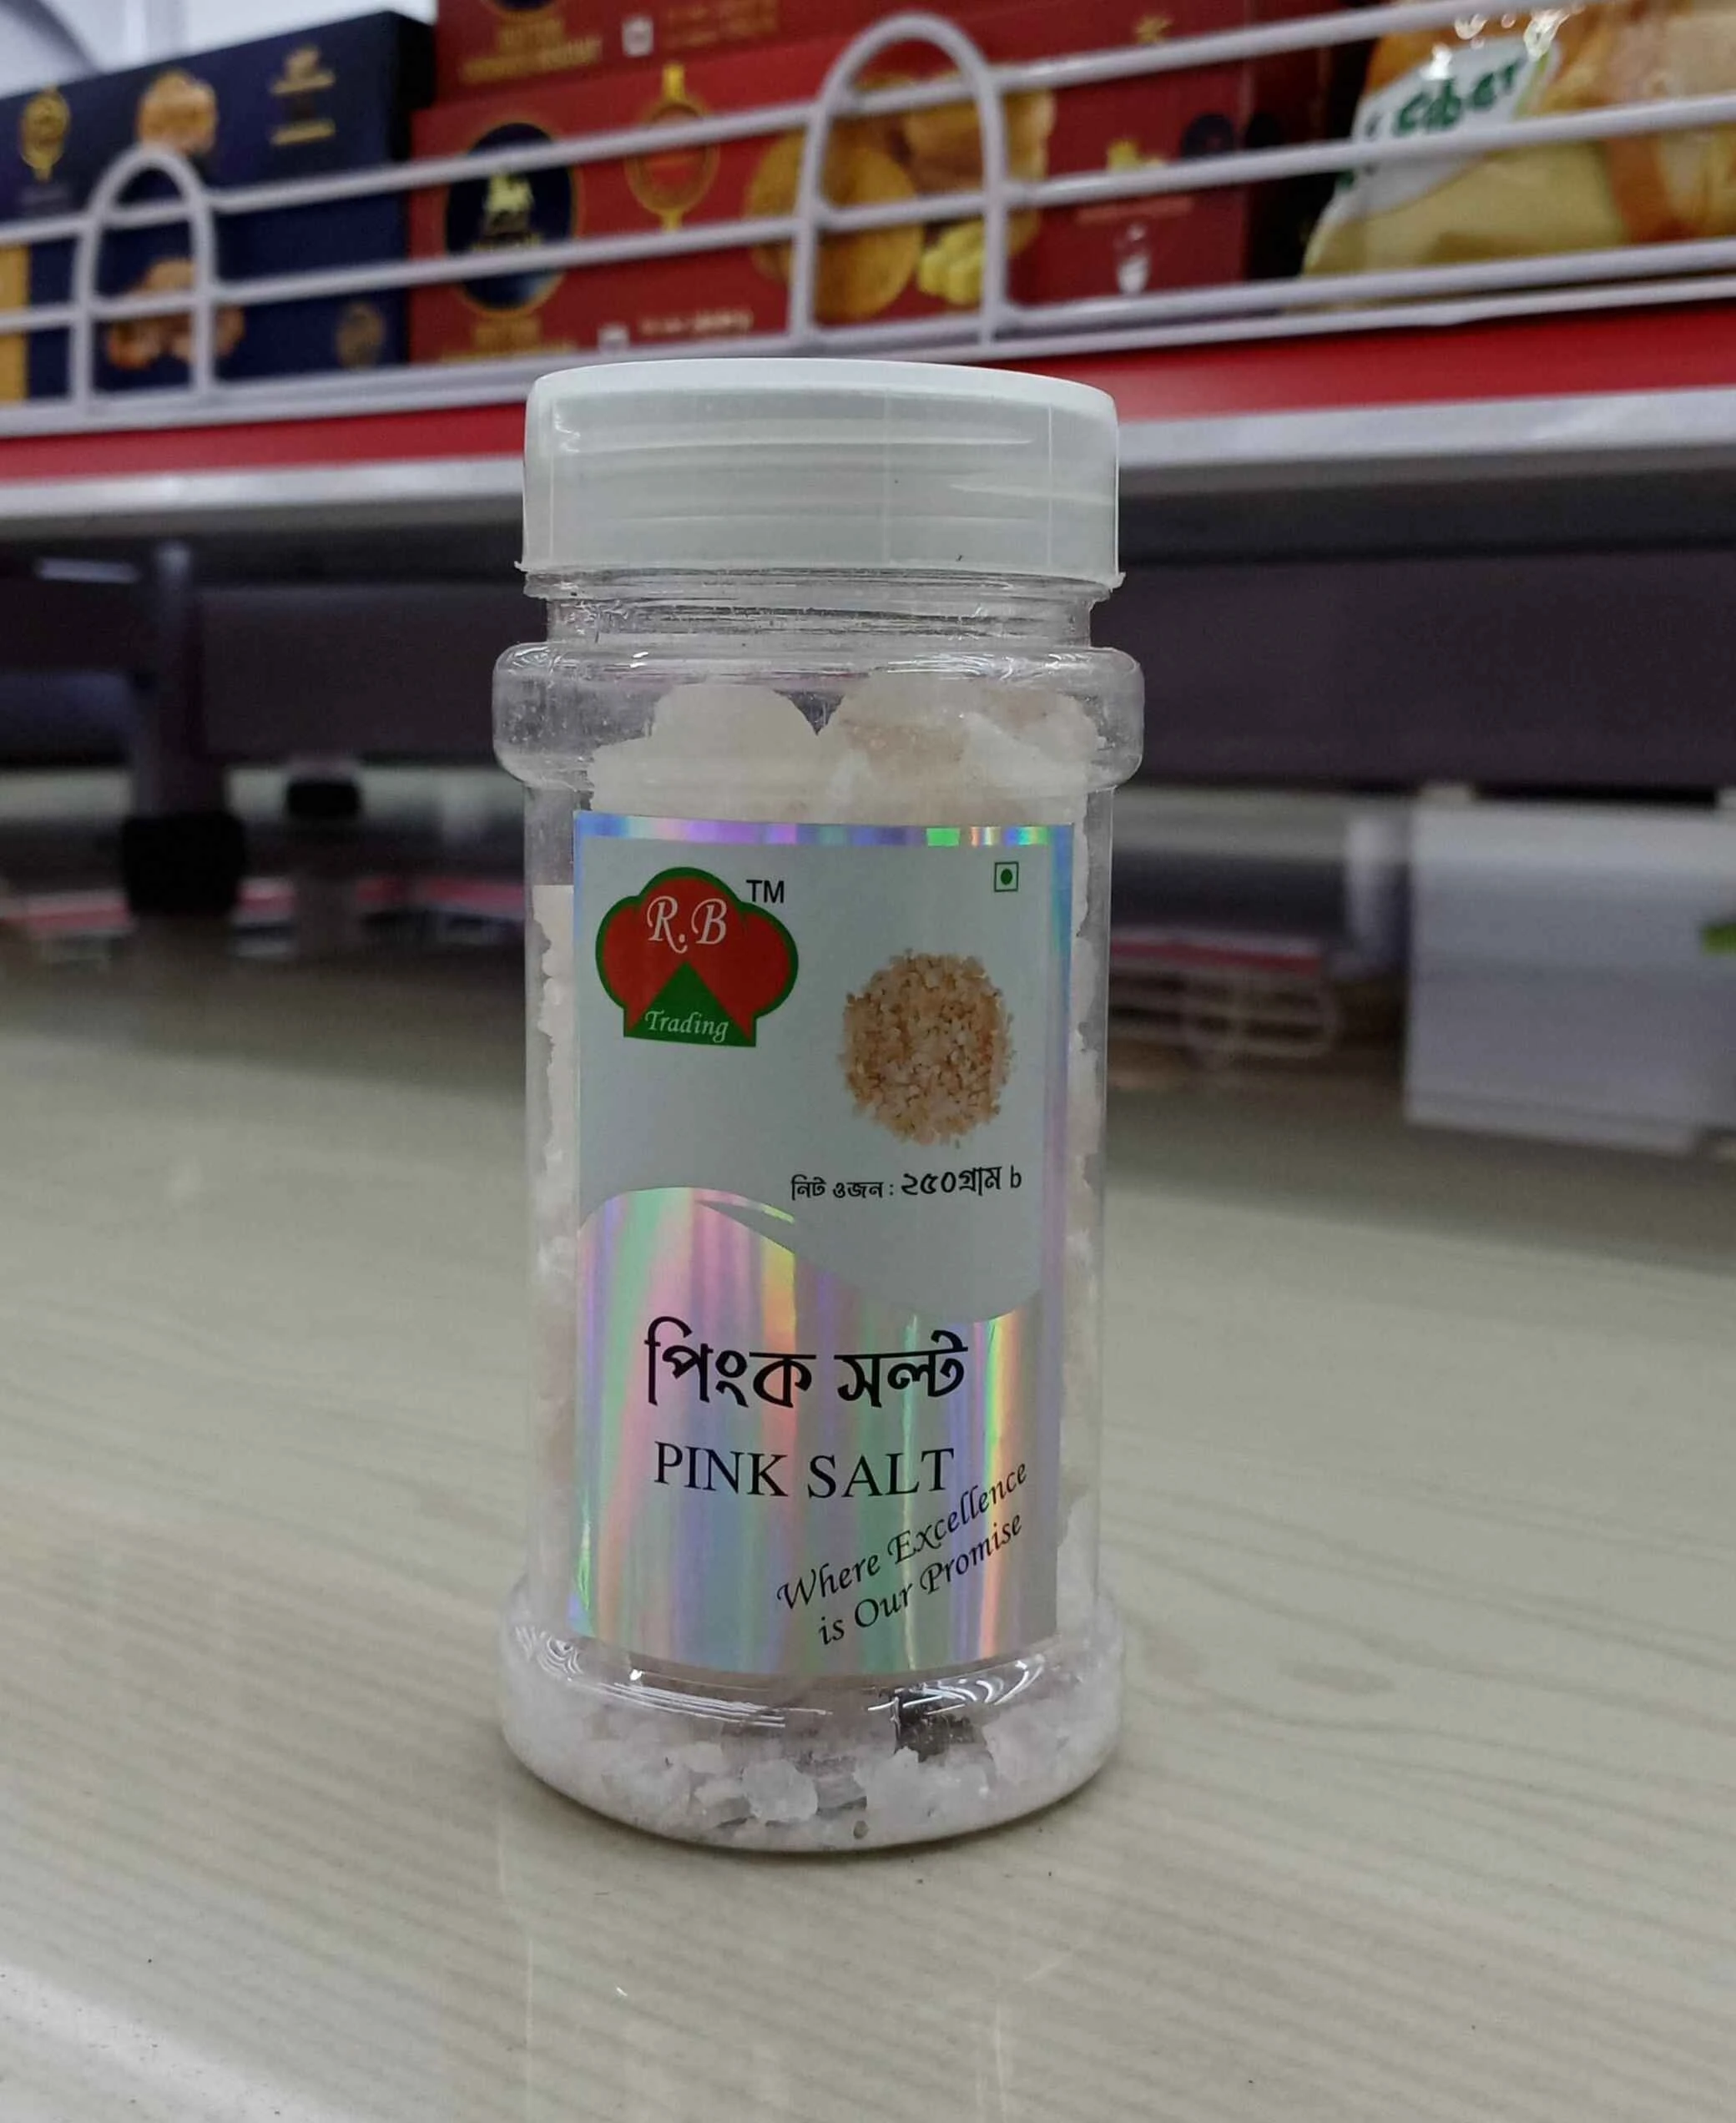 R.B
TM
Trading
নিট ওজন : ২৫০গ্রাম b
পিংক সল্ট
PINK SALT
Where Excellence
is Our Promise